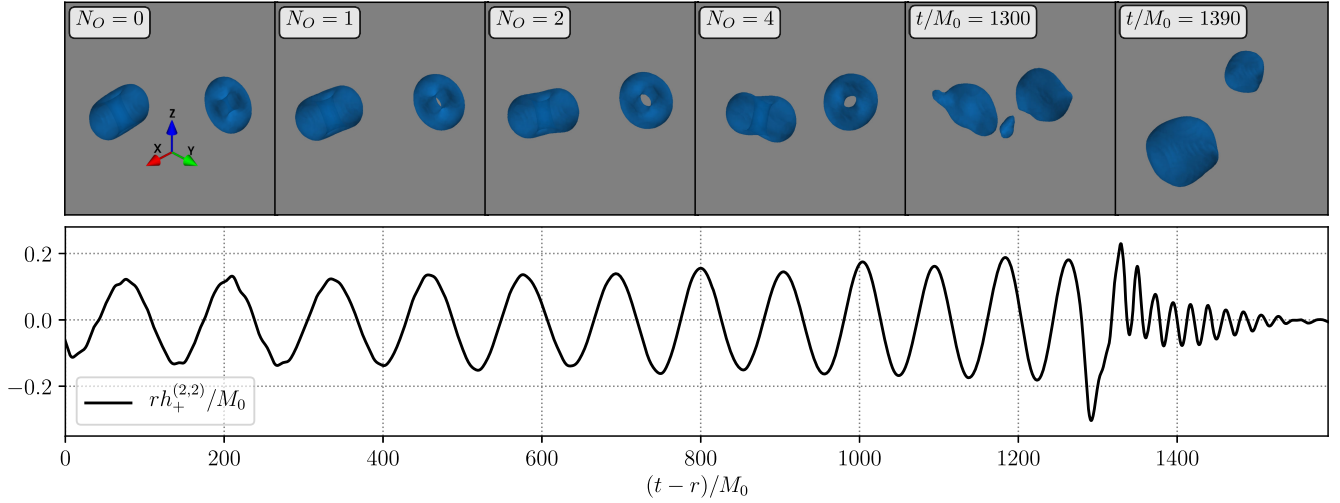 N_O = 0
N_O = 1
N_O = 2
N_O = 4
t/M_0 = 1300
t/M_0 = 1390
Z
X
Y
0.2
0.0
−0.2
rh_+^{(2,2)}/M_0
0 200 400 600 800 1000 1200 1400
(t − r)/M_0